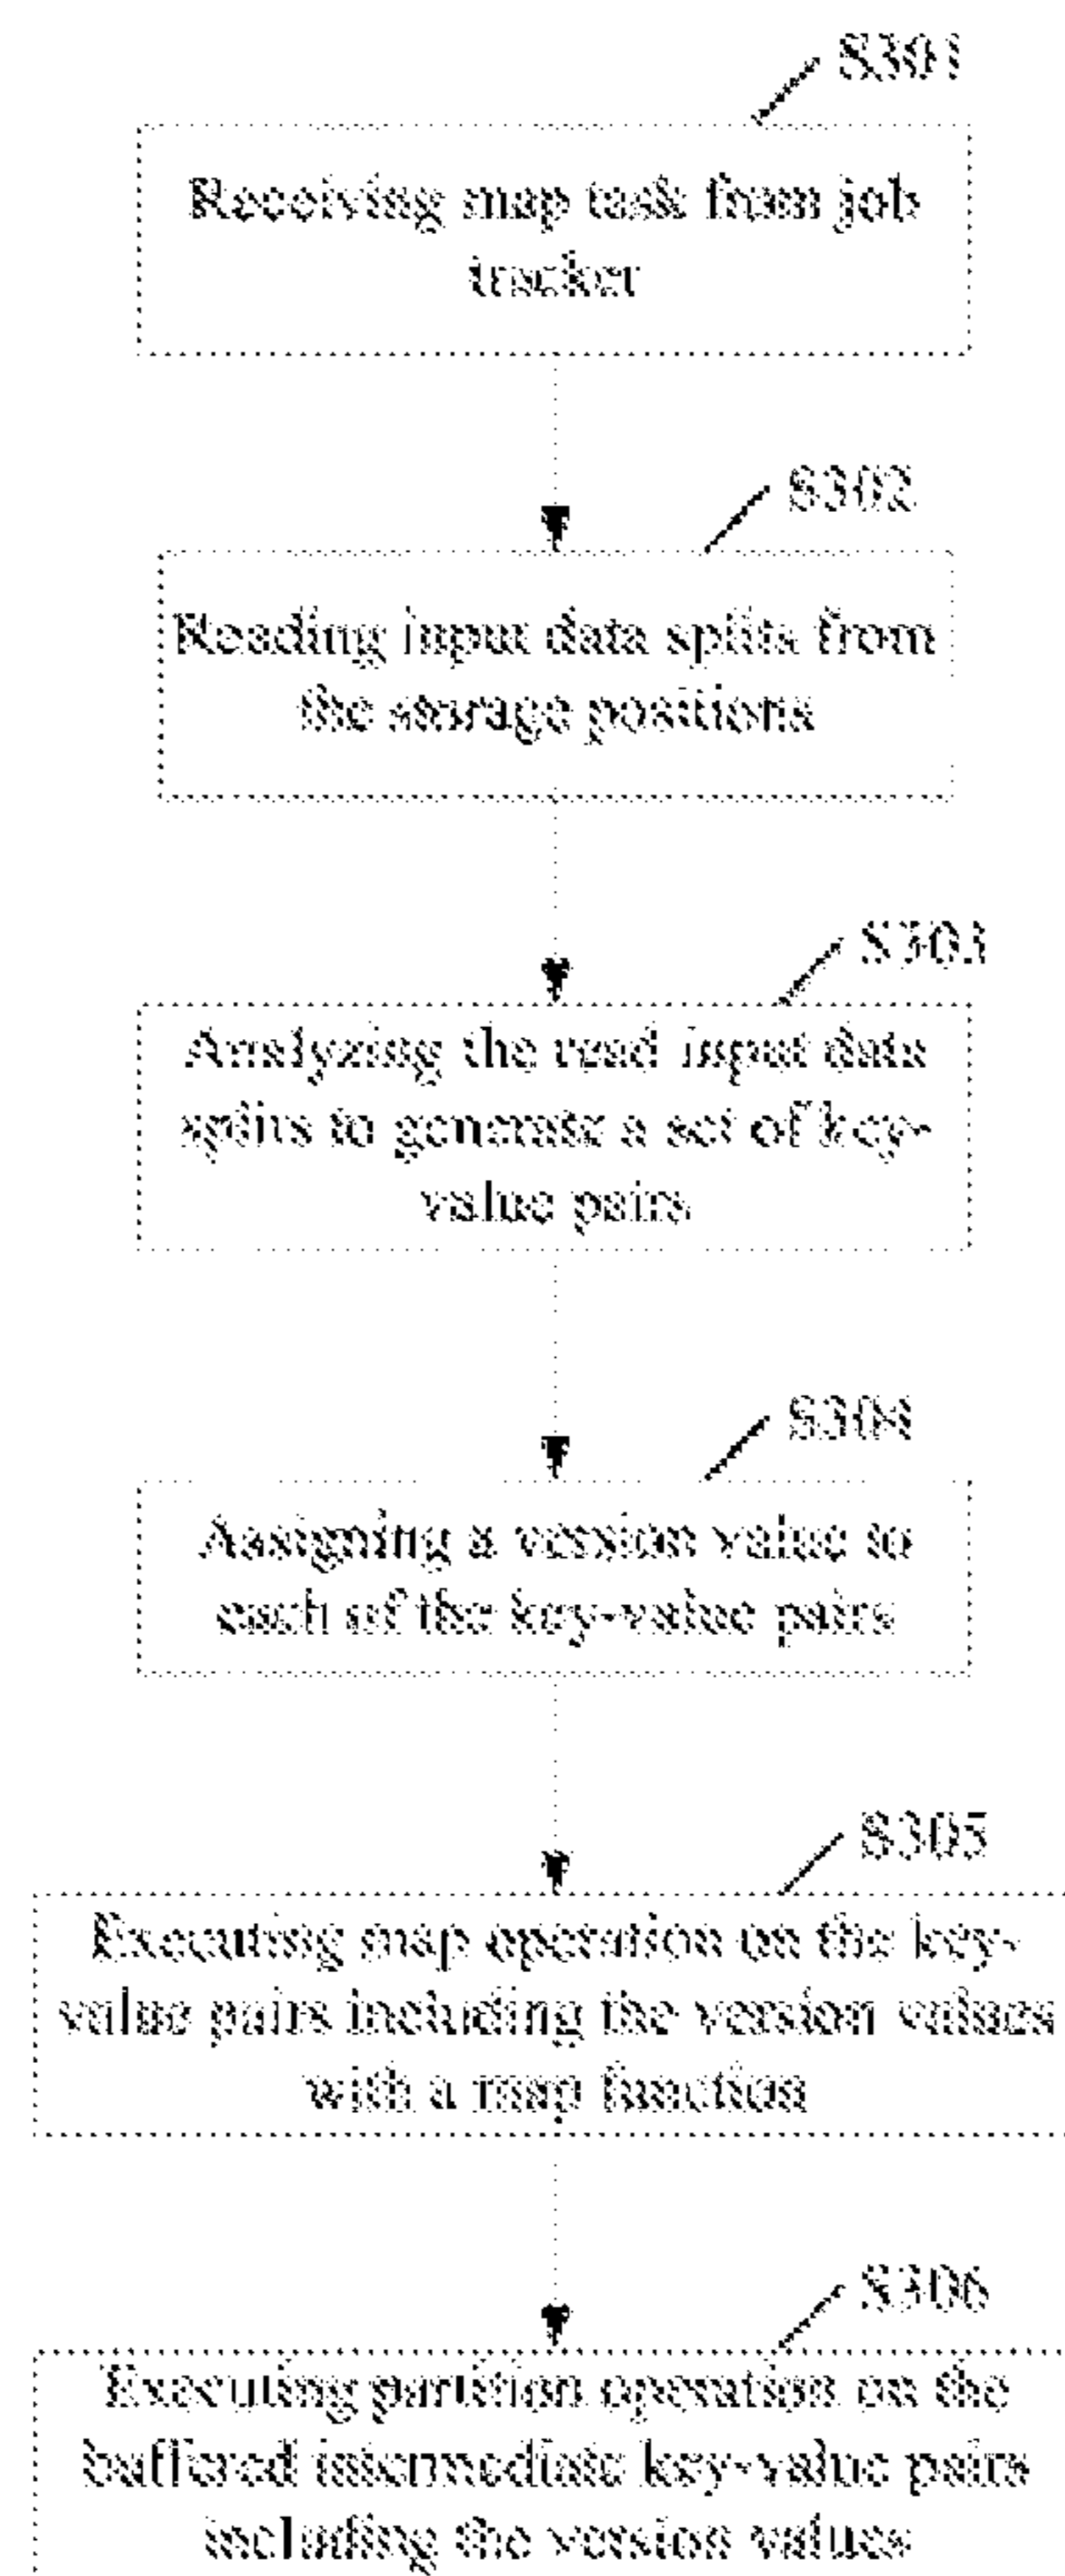 S301
Receiving map task from job
tracker
S302
Reading input data splits from
the storage positions
S303
Analyzing the read input data
splits to generate a set of key-
value pairs
S304
Assigning a version value to
each of the key-value pairs
S305
Executing map operation on the key-
value pairs including the version values
with a map function
S306
Executing partition operation on the
buffered intermediate key-value pairs
including the version values